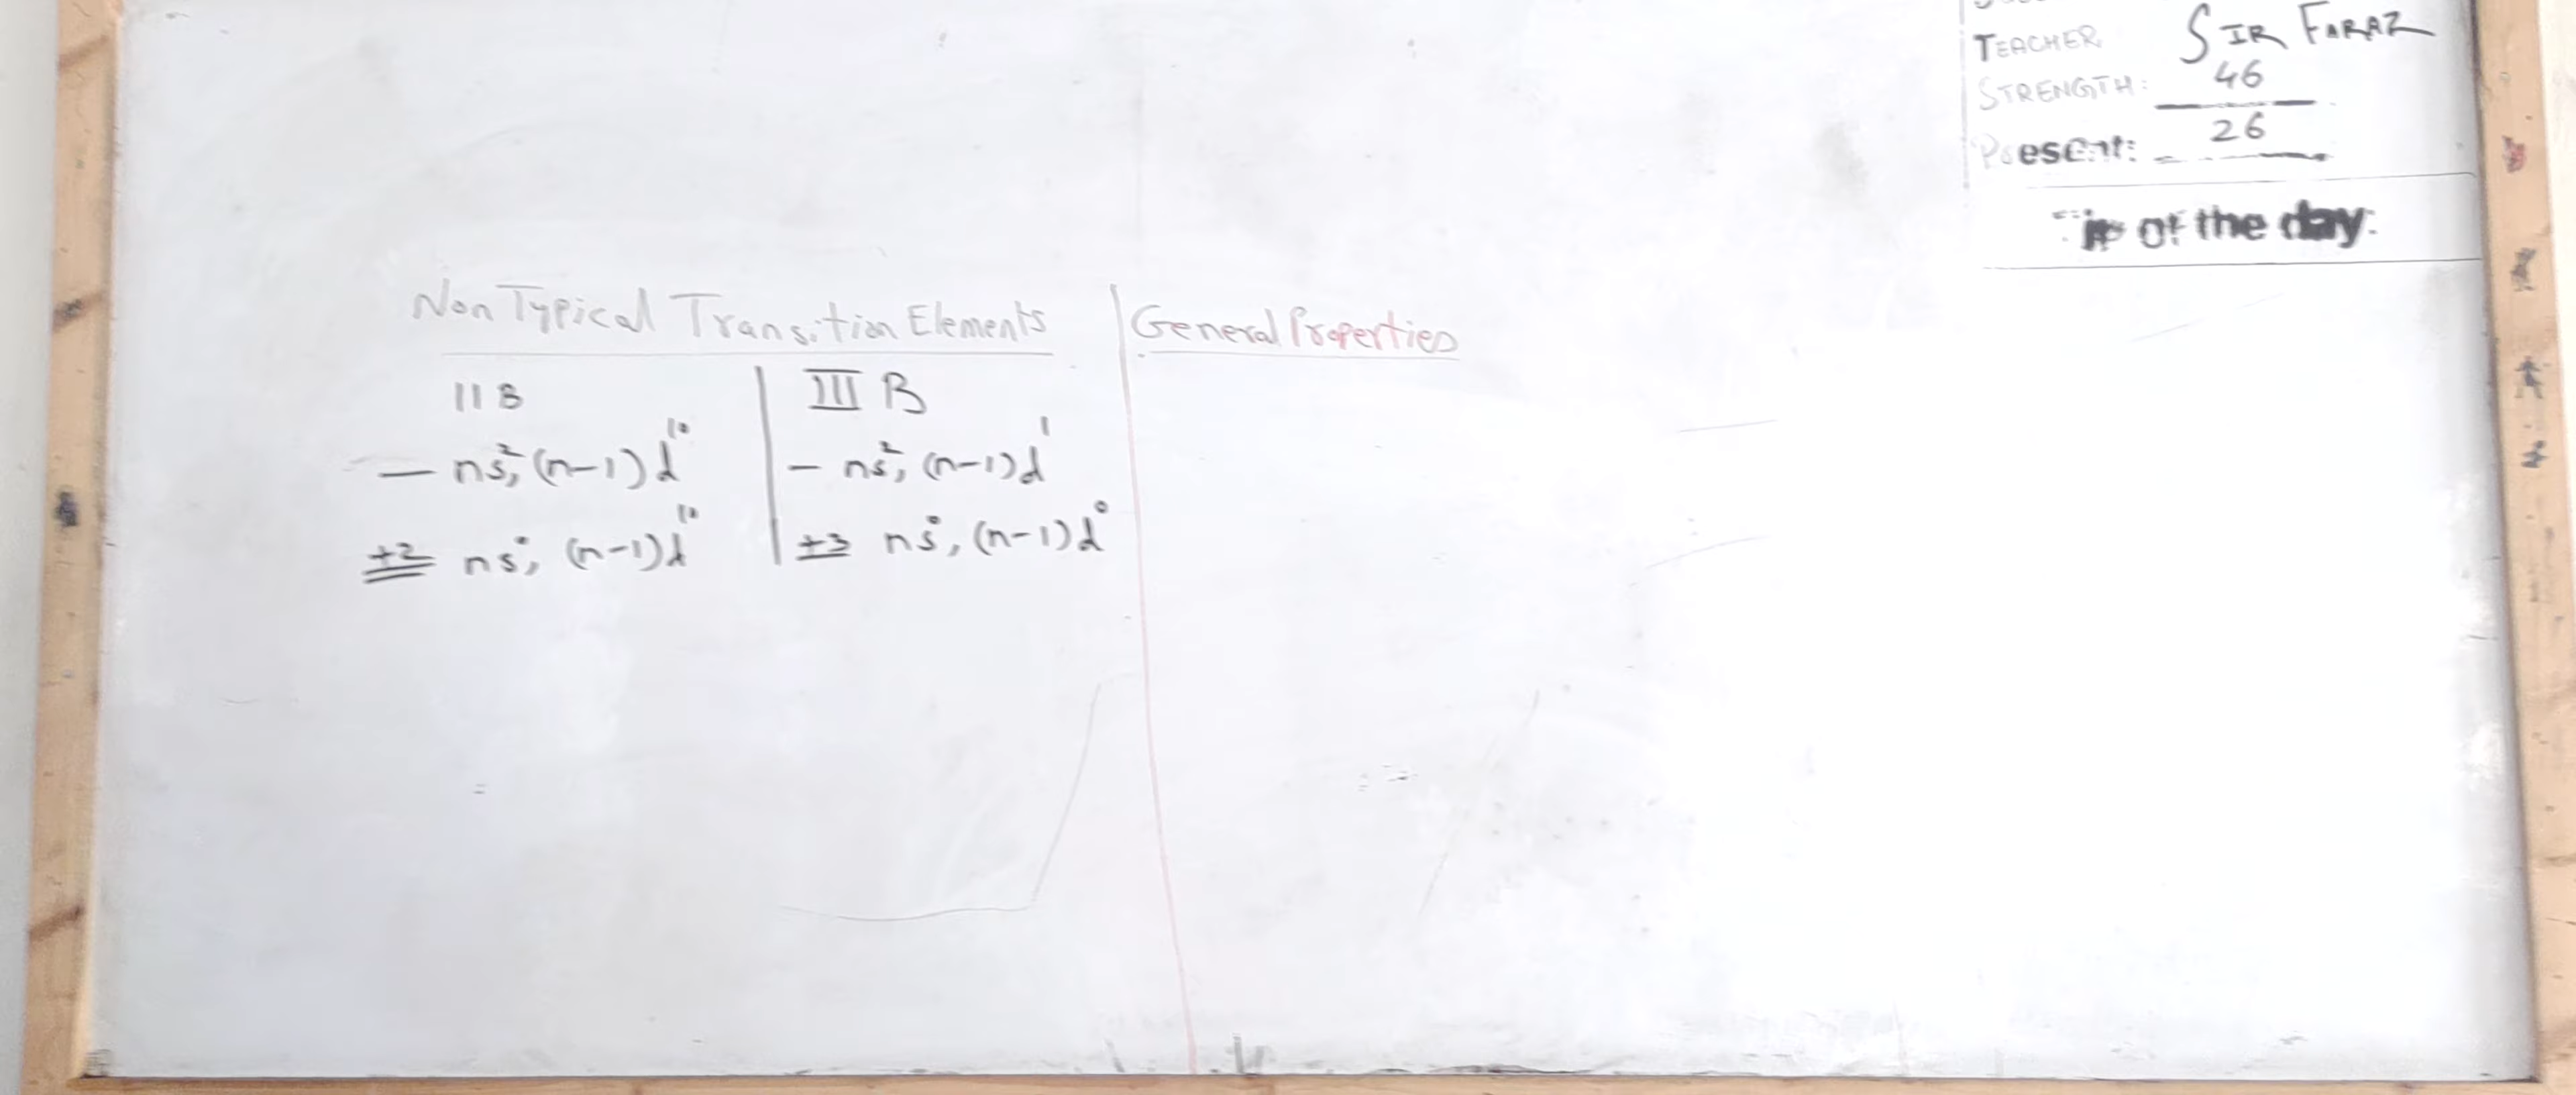 TEACHER SIR FARAZ
STRENGTH: 46
Present: 26
of the day:
Non Typical Transition Elements
II B
— ns², (n-1)d¹⁰
+2 ns⁰, (n-1)d¹⁰
III B
— ns², (n-1)d¹
+3 ns⁰, (n-1)d⁰
General Properties